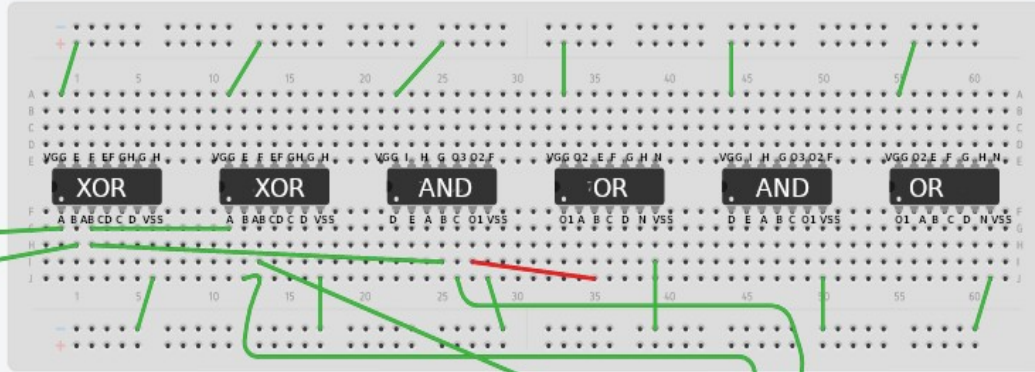 −
+
1 5 10 15 20 25 30 35 40 45 50 55 60
A A
B
C
D
E VGG E F EF GH G H VGG E F EF GH G H VGG I H G O3 O2 F VGG O2 E F G H N VGG I H G O3 O2 F VGG O2 E F G H N
XOR XOR AND OR AND OR
F A B AB CD C D VSS A B AB CD C D VSS D E A B C O1 VSS O1 A B C D N VSS D E A B C O1 VSS O1 A B C D N VSS F
G G
H H
I I
J J
1 5 10 15 20 25 30 35 40 45 50 55 60
− −
+ +